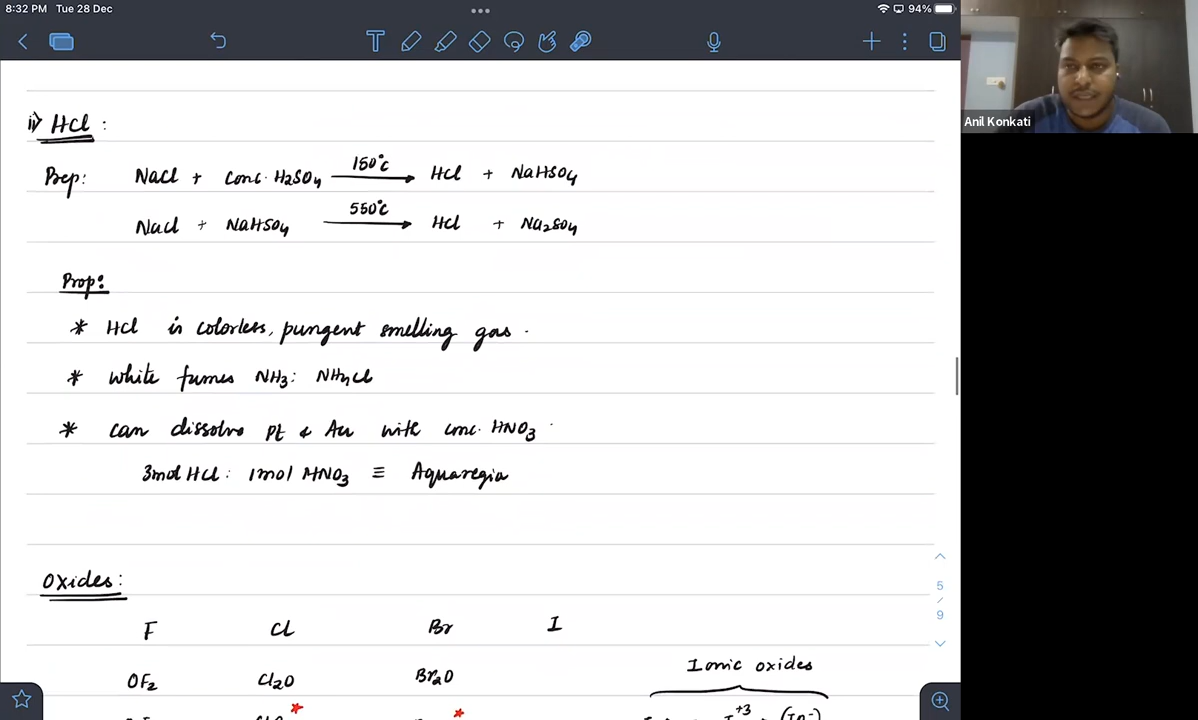 8:32 PM Tue 28 Dec
94%
Anil Konkati
ii) HCl :
Prep: NaCl + Conc. H2SO4 150°C → HCl + NaHSO4
NaCl + NaHSO4 550°C → HCl + Na2SO4
Prop:
* HCl is colorless, pungent smelling gas.
* white fumes NH3: NH4Cl
* can dissolve Pt & Au with conc. HNO3.
3mol HCl : 1mol HNO3 ≡ Aquaregia
Oxides:
F Cl Br I
OF2 Cl2O Br2O
Ionic oxides
5
/
9